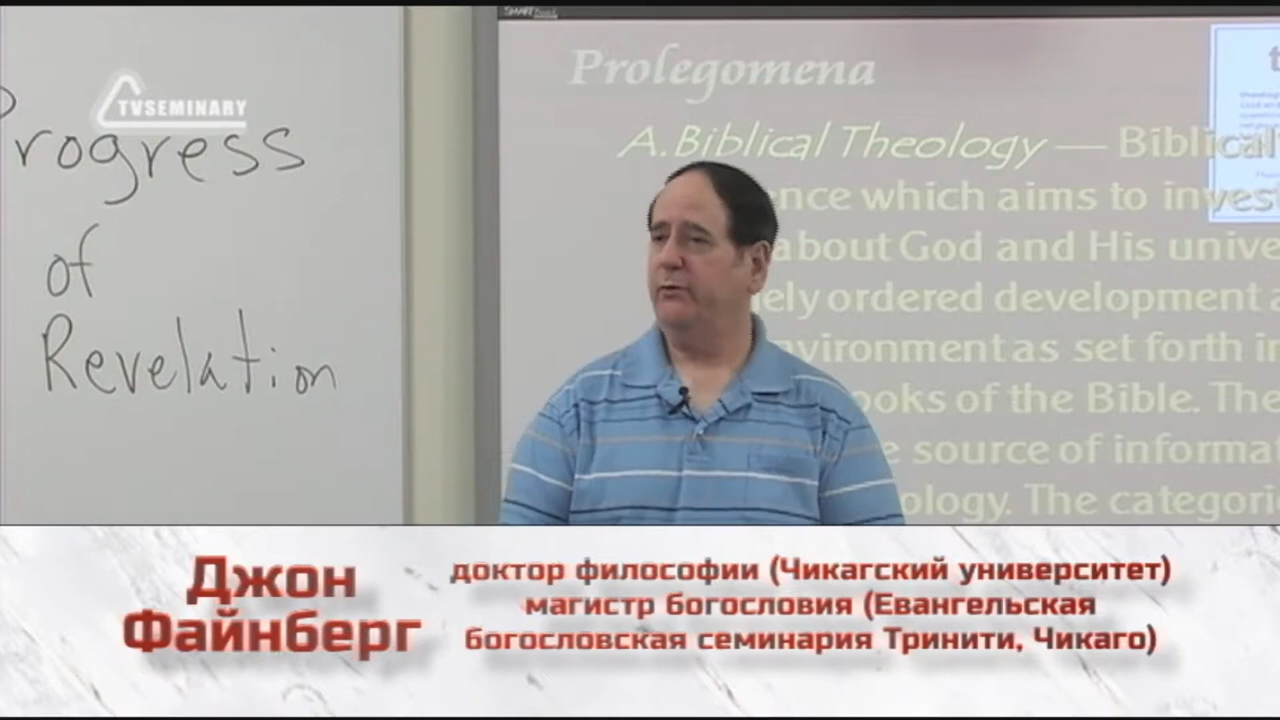 SMART
TVSEMINARY
Progress
of
Revelation
Prolegomena
A. Biblical Theology — Biblical
ence which aims to inves
about God and His unive
ely ordered development a
nvironment as set forth in
ooks of the Bible. The
e source of informat
ology. The categori
Джон
Файнберг
доктор философии (Чикагский университет)
магистр богословия (Евангельская
богословская семинария Тринити, Чикаго)